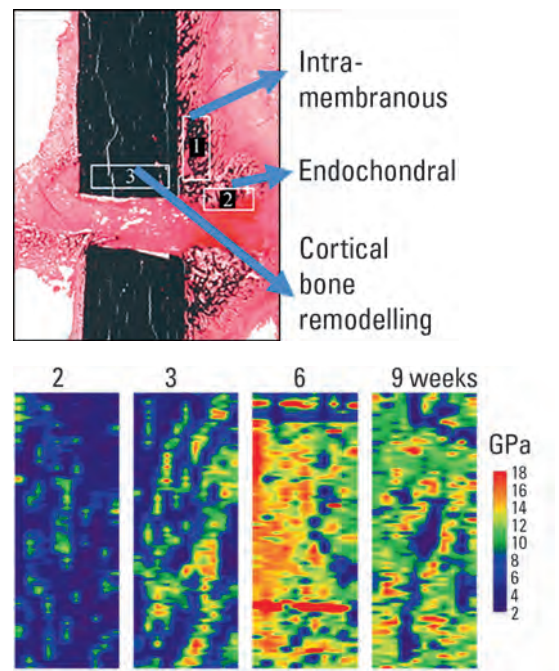 Intra-
membranous
1
Endochondral
3
2
Cortical
bone
remodelling
2 3 6 9 weeks
GPa
18
16
14
12
10
8
6
4
2